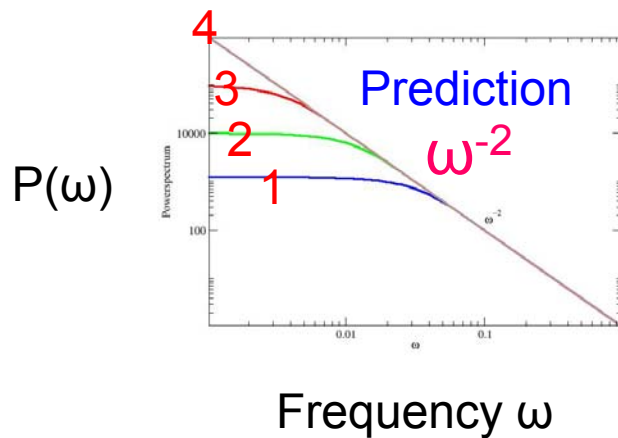 4
3
Prediction
ω⁻²
10000
2
P(ω)
Powerspectrum
1
ω⁻²
100
0.01
0.1
ω
Frequency ω